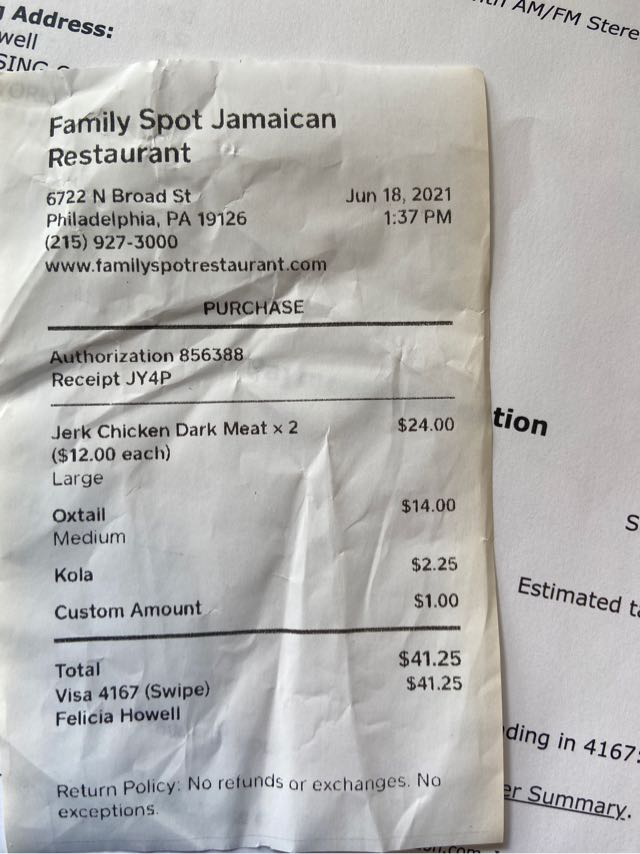 Address:
well
AM/FM Stere
Family Spot Jamaican
Restaurant
6722 N Broad St
Jun 18, 2021
Philadelphia, PA 19126
1:37 PM
(215) 927-3000
www.familyspotrestaurant.com
PURCHASE
Authorization 856388
Receipt JY4P
Jerk Chicken Dark Meat x 2
$24.00
($12.00 each)
Large
Oxtail
$14.00
Medium
Kola
$2.25
Custom Amount
$1.00
Total
$41.25
Visa 4167 (Swipe)
$41.25
Felicia Howell
Return Policy: No refunds or exchanges. No
exceptions.
tion
S
Estimated ta
ding in 4167:
er Summary.